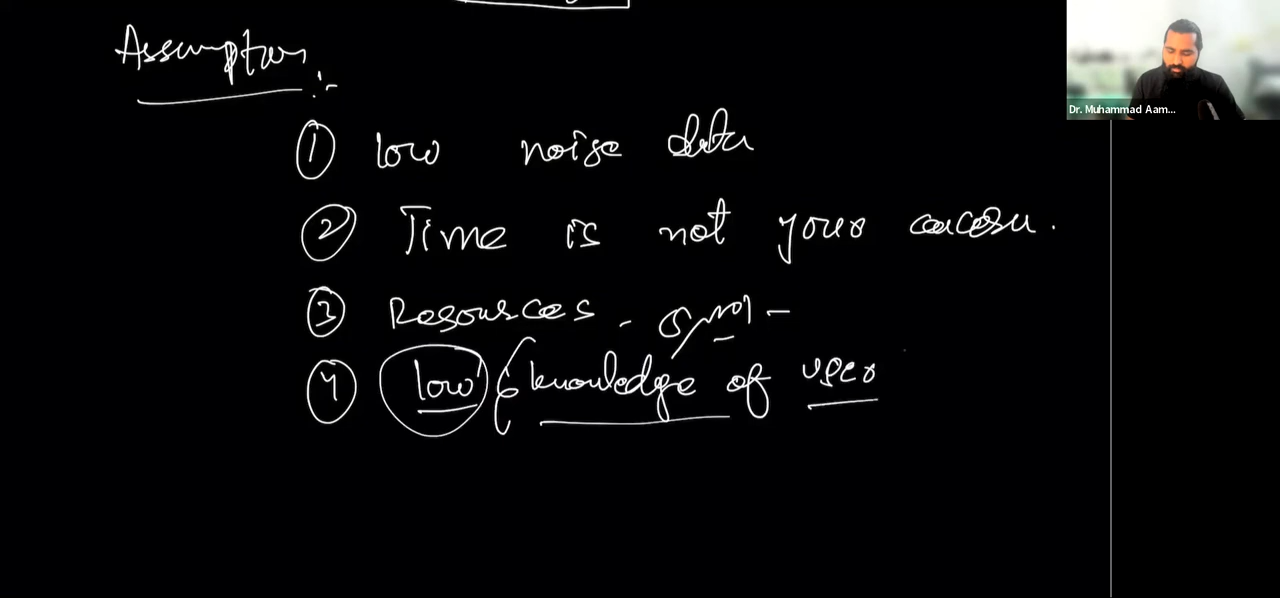 Assumption :-
① low noise data
② Time is not your concern.
③ Resources - -
④ low knowledge of user
Dr. Muhammad Aam...